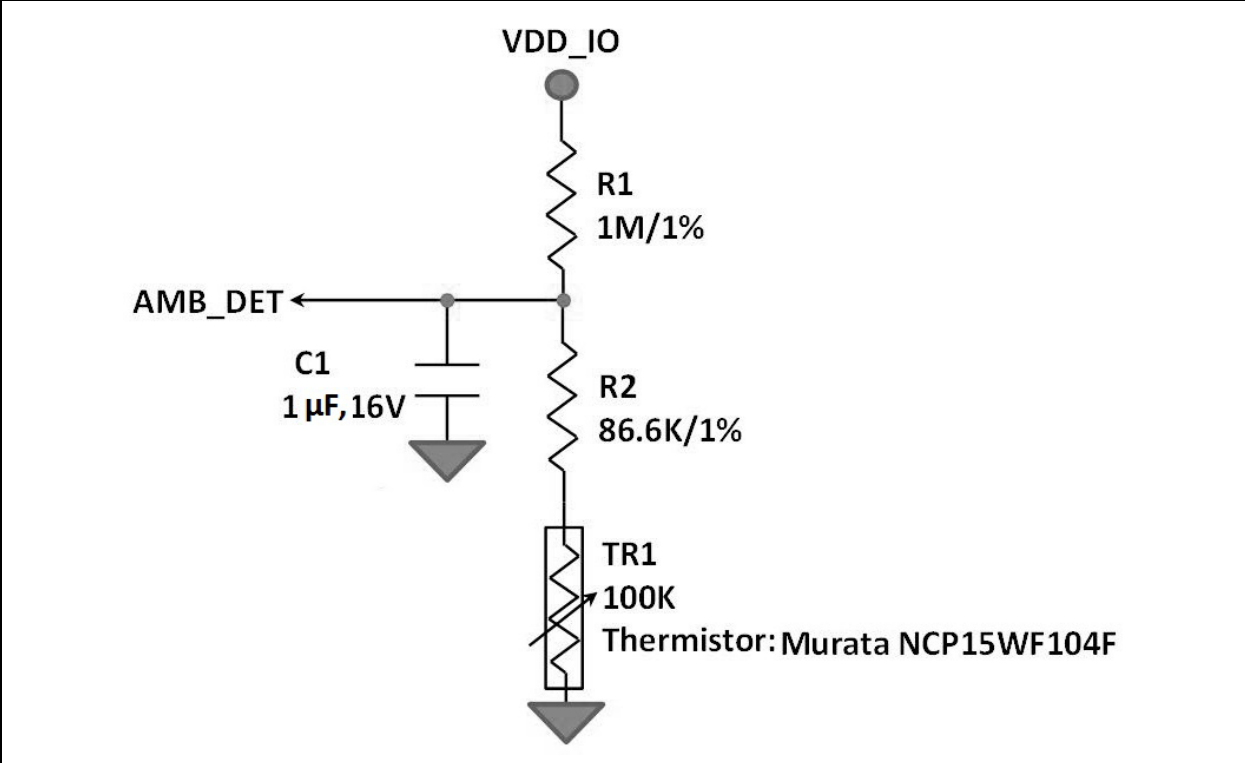 VDD_IO
R1
1M/1%
AMB_DET
C1
1 µF,16V
R2
86.6K/1%
TR1
100K
Thermistor: Murata NCP15WF104F